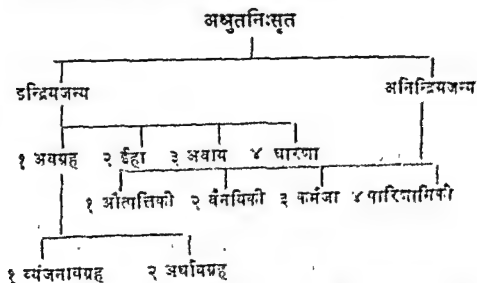 अश्रुतनिःसृत
इन्द्रियजन्य अनिन्द्रियजन्य
१ अवग्रह २ ईहा ३ अवाय ४ धारणा
१ औत्पत्तिकी २ वैनयिकी ३ कर्मजा ४ पारिणामिकी
१ व्यंजनावग्रह २ अर्थावग्रह